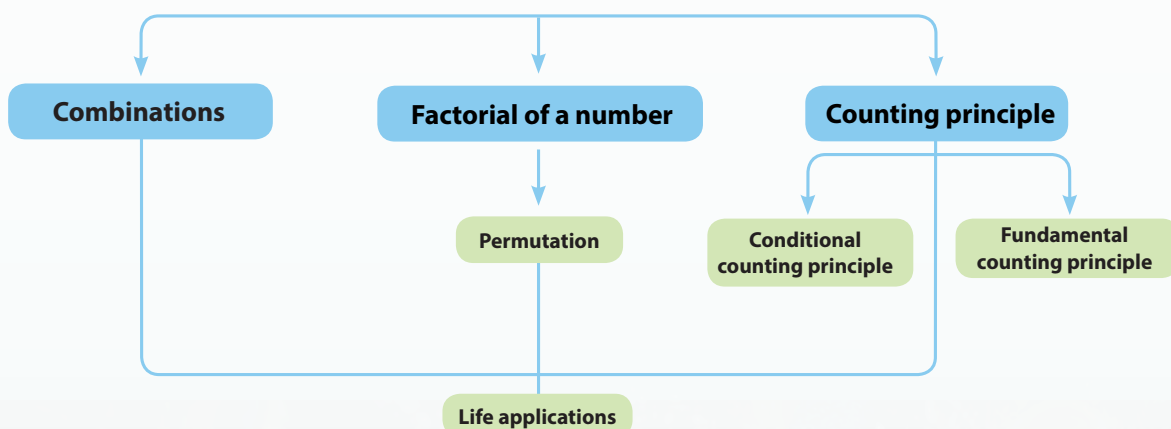 Combinations
Factorial of a number
Counting principle
Permutation
Conditional
counting principle
Fundamental
counting principle
Life applications